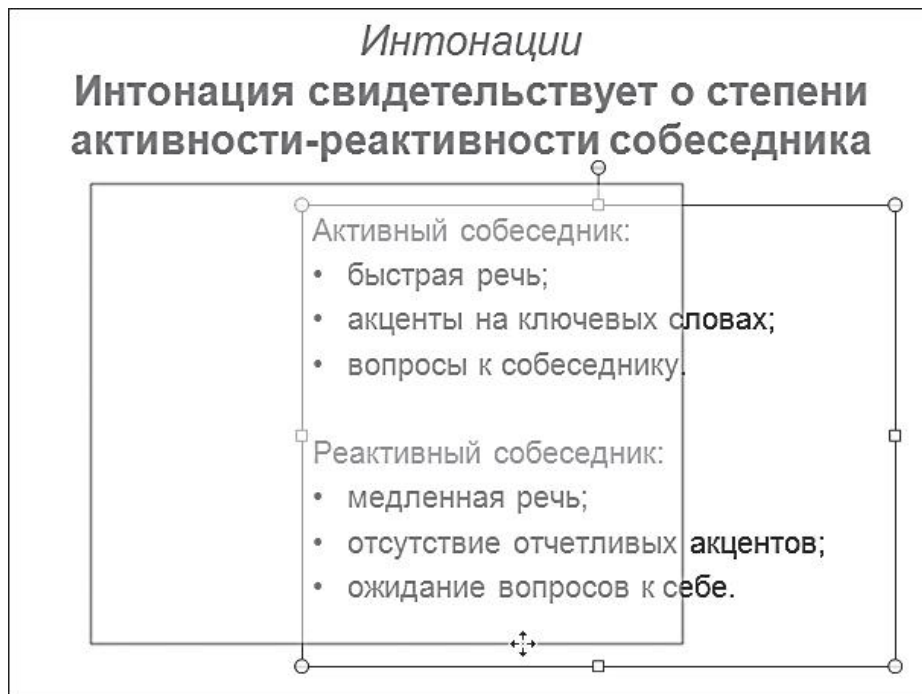 Интонации
Интонация свидетельствует о степени
активности-реактивности собеседника
Активный собеседник:
• быстрая речь;
• акценты на ключевых словах;
• вопросы к собеседнику.
Реактивный собеседник:
• медленная речь;
• отсутствие отчетливых акцентов;
• ожидание вопросов к себе.